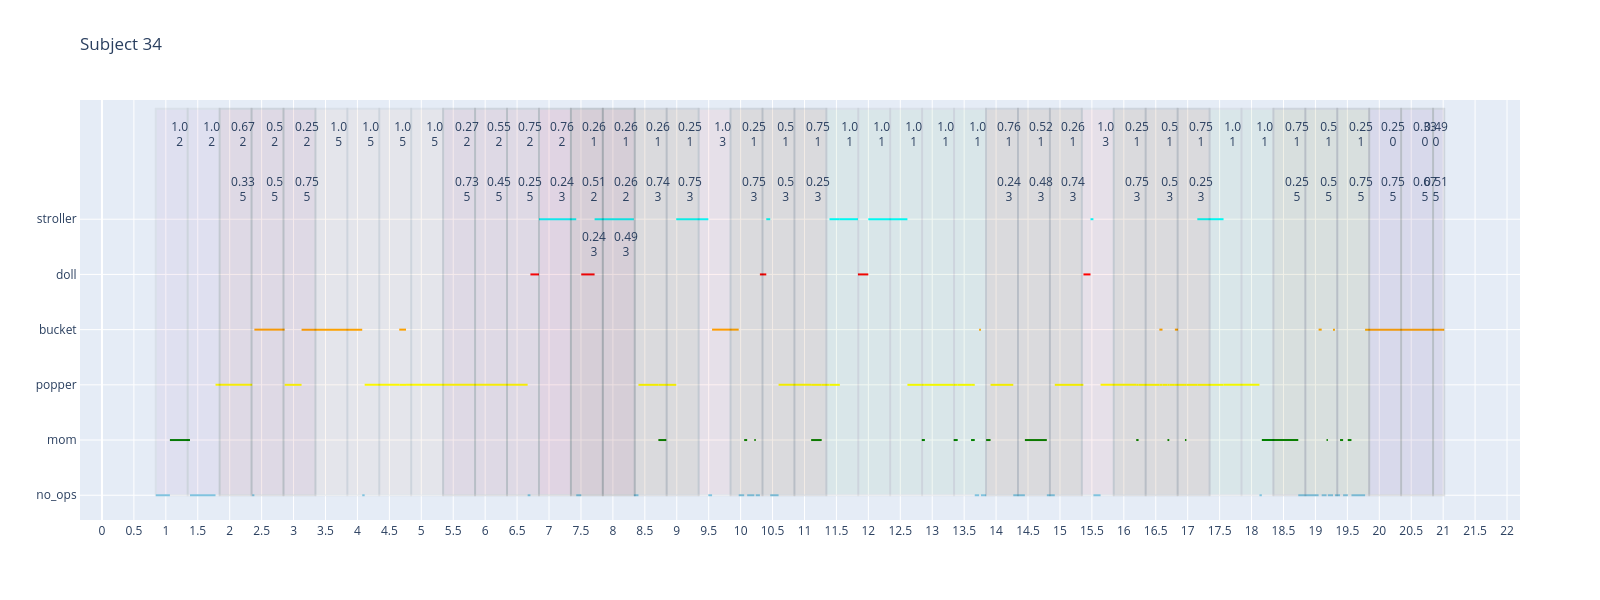 Subject 34
1.0 1.0 0.67 0.5 0.25 1.0 1.0 1.0 1.0 0.27 0.55 0.75 0.76 0.26 0.26 0.26 0.25 1.0 0.25 0.5 0.75 1.0 1.0 1.0 1.0 1.0 0.76 0.52 0.26 1.0 0.25 0.5 0.75 1.0 1.0 0.75 0.5 0.25 0.25 0.33 0.49
2 2 2 2 2 5 5 5 5 2 2 2 2 1 1 1 1 3 1 1 1 1 1 1 1 1 1 1 1 3 1 1 1 1 1 1 1 1 0 0 0
0.33 0.5 0.75 0.73 0.45 0.25 0.24 0.51 0.26 0.74 0.75 0.75 0.5 0.25 0.24 0.48 0.74 0.75 0.5 0.25 0.25 0.5 0.75 0.75 0.67 0.51
5 5 5 5 5 5 3 2 2 3 3 3 3 3 3 3 3 3 3 3 5 5 5 5 5 5
stroller
0.24 0.49
3 3
doll
bucket
popper
mom
no_ops
0 0.5 1 1.5 2 2.5 3 3.5 4 4.5 5 5.5 6 6.5 7 7.5 8 8.5 9 9.5 10 10.5 11 11.5 12 12.5 13 13.5 14 14.5 15 15.5 16 16.5 17 17.5 18 18.5 19 19.5 20 20.5 21 21.5 22